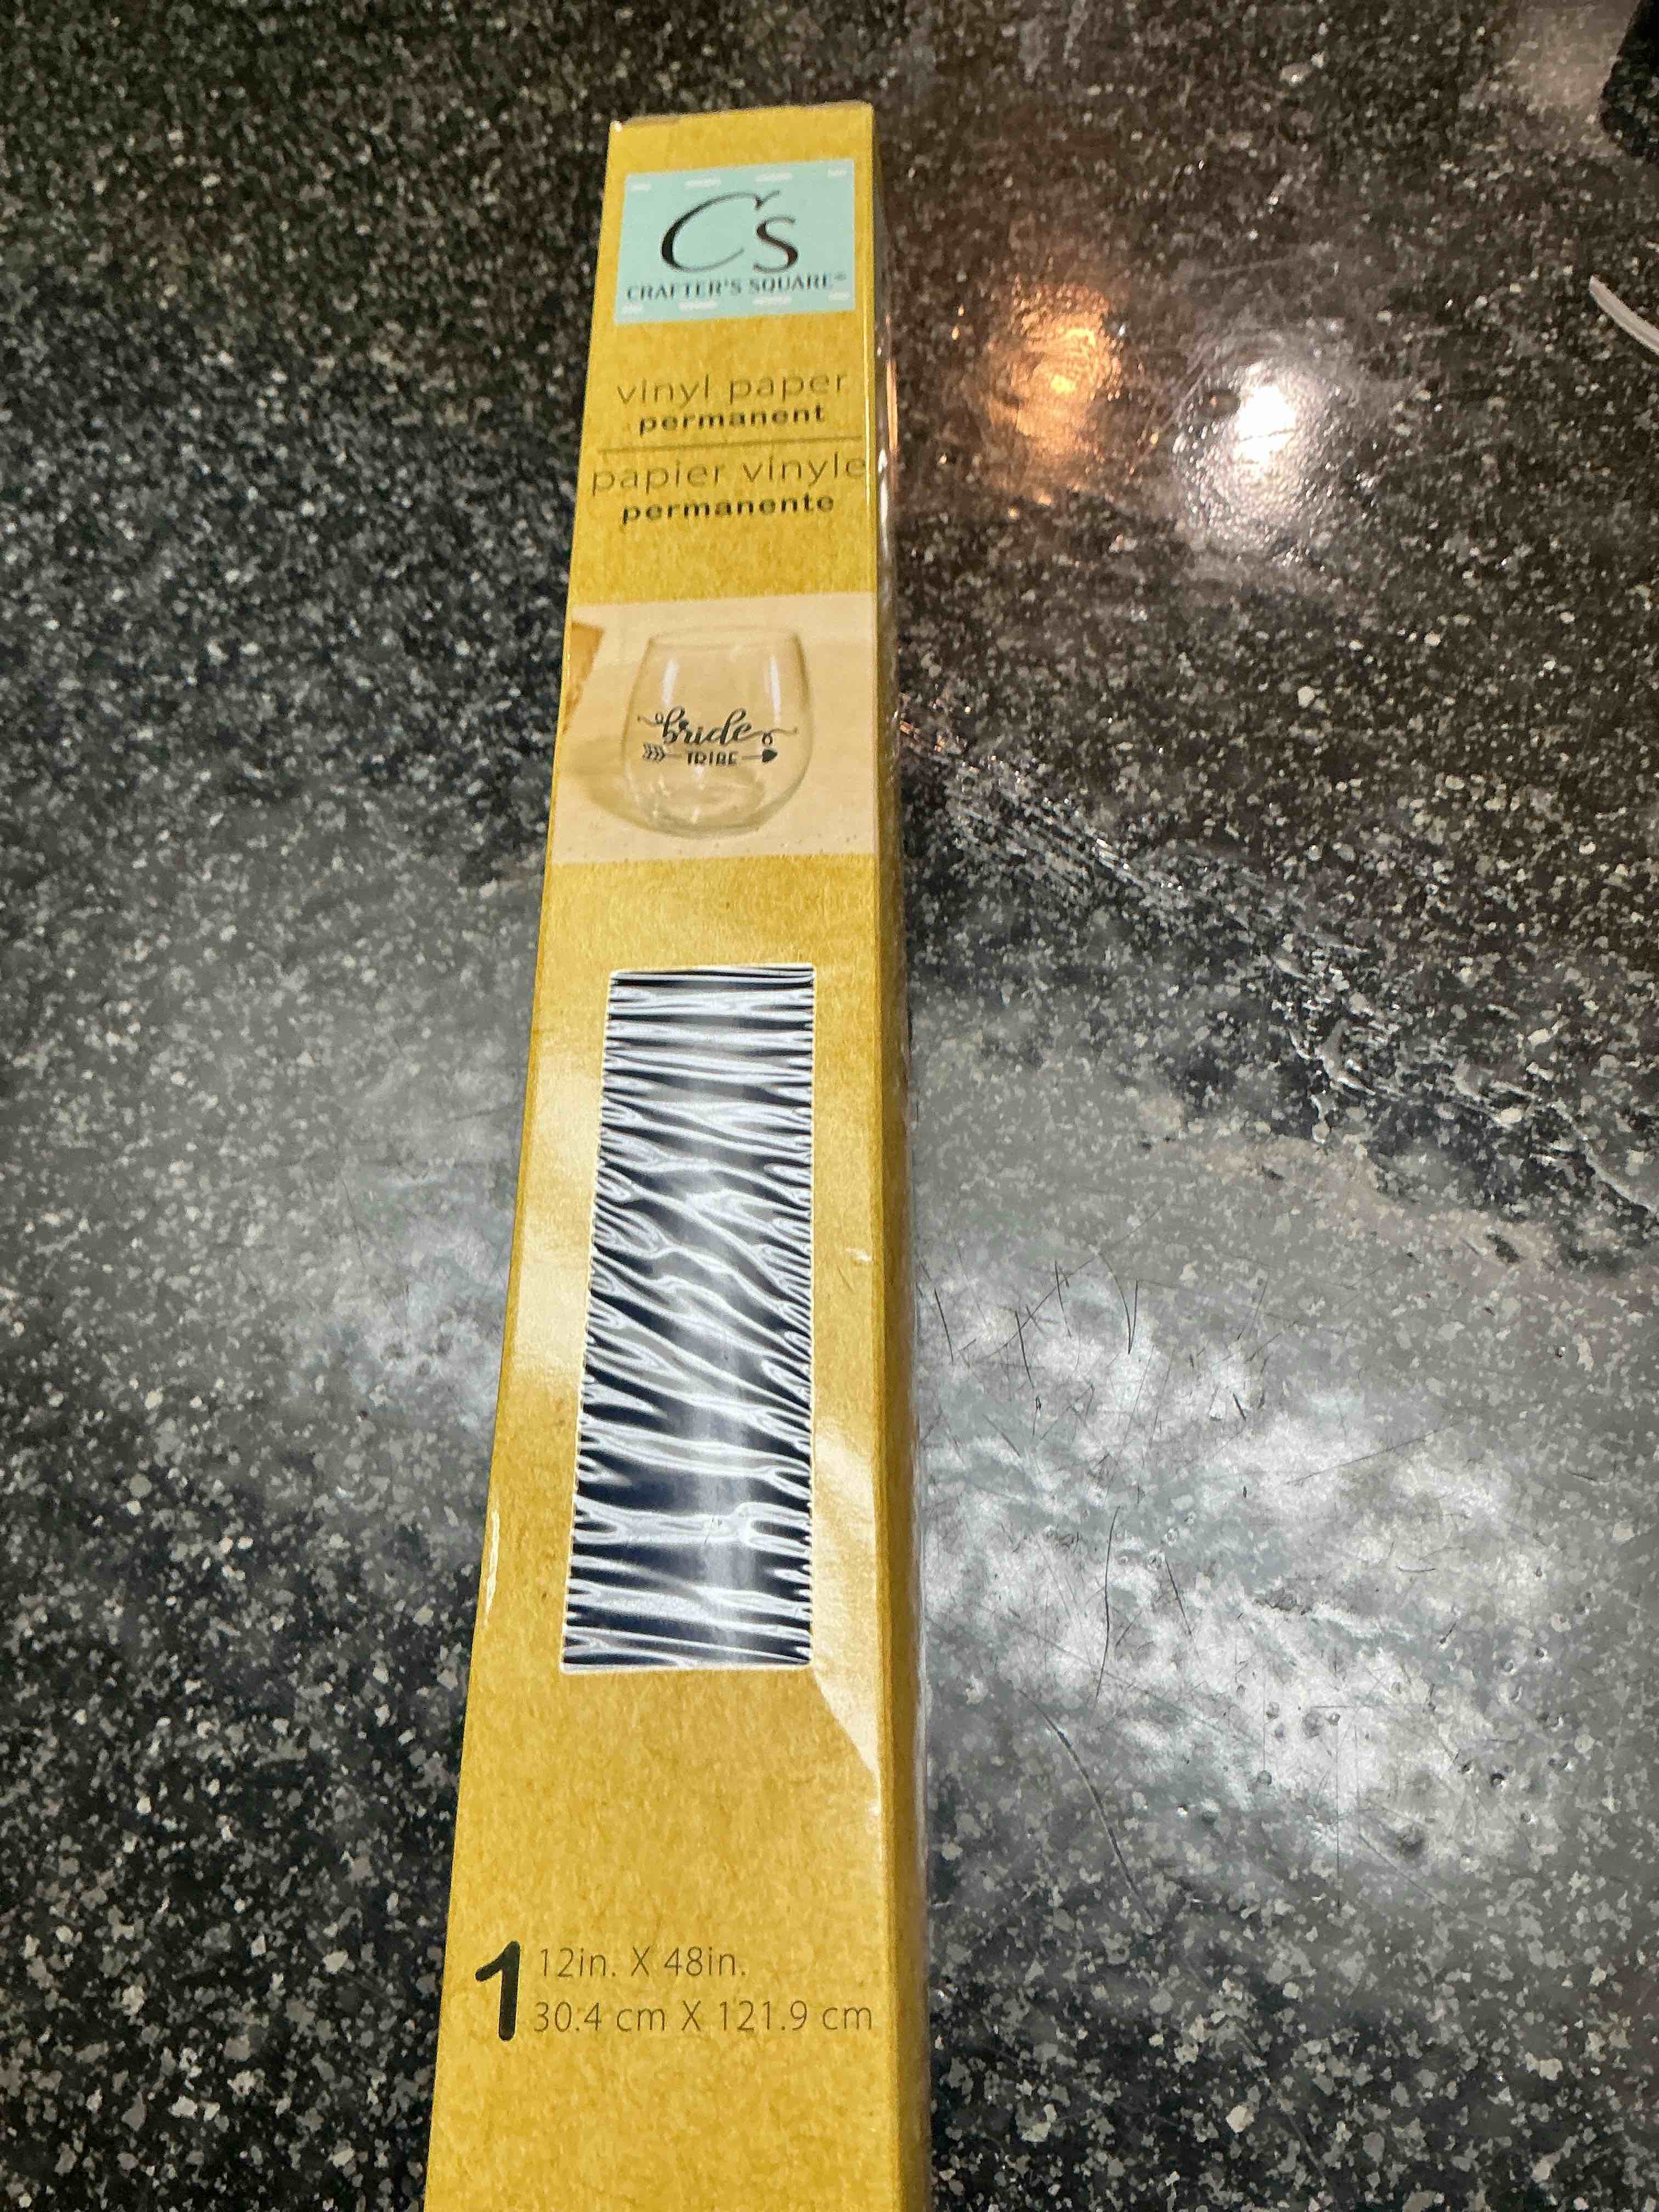 Cs
CRAFTER'S SQUARE®
vinyl paper
permanent
papier vinyle
permanente
bride
TRIBE
1
12in. X 48in.
30.4 cm X 121.9 cm